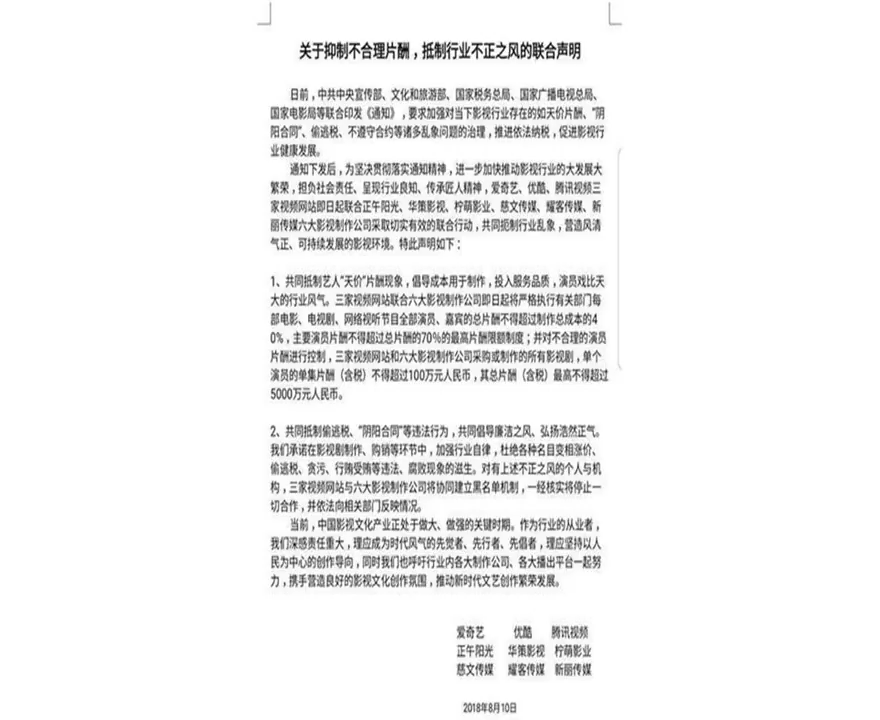 关于抑制不合理片酬，抵制行业不正之风的联合声明
日前，中共中央宣传部、文化和旅游部、国家税务总局、国家广播电视总局、
国家电影局等联合印发《通知》，要求加强对当下影视行业存在的如天价片酬、“阴
阳合同”、偷逃税、不遵守合约等诸多乱象问题的治理，推进依法纳税，促进影视行
业健康发展。
通知下发后，为坚决贯彻落实通知精神，进一步加快推动影视行业的大发展大
繁荣，担负社会责任、呈现行业良知、传承匠人精神，爱奇艺、优酷、腾讯视频三
家视频网站即日起联合正午阳光、华策影视、柠萌影业、慈文传媒、耀客传媒、新
丽传媒六大影视制作公司采取切实有效的联合行动，共同扼制行业乱象，营造风清
气正、可持续发展的影视环境。特此声明如下：
1、共同抵制艺人“天价”片酬现象，倡导成本用于制作，投入服务品质，演员戏比天
大的行业风气。三家视频网站联合六大影视制作公司即日起将严格执行有关部门每
部电影、电视剧、网络视听节目全部演员、嘉宾的总片酬不得超过制作总成本的4
0%，主要演员片酬不得超过总片酬的70%的最高片酬限额制度；并对不合理的演员
片酬进行控制，三家视频网站和六大影视制作公司采购或制作的所有影视剧，单个
演员的单集片酬（含税）不得超过100万元人民币，其总片酬（含税）最高不得超过
5000万元人民币。
2、共同抵制偷逃税、“阴阳合同”等违法行为，共同倡导廉洁之风、弘扬浩然正气。
我们承诺在影视剧制作、购销等环节中，加强行业自律，杜绝各种名目变相涨价、
偷逃税、贪污、行贿受贿等违法、腐败现象的滋生。对有上述不正之风的个人与机
构，三家视频网站与六大影视制作公司将协同建立黑名单机制，一经核实将停止一
切合作，并依法向相关部门反映情况。
当前，中国影视文化产业正处于做大、做强的关键时期。作为行业的从业者，
我们深感责任重大，理应成为时代风气的先觉者、先行者、先倡者，理应坚持以人
民为中心的创作导向，同时我们也呼吁行业内各大制作公司、各大播出平台一起努
力，携手营造良好的影视文化创作氛围，推动新时代文艺创作繁荣发展。
爱奇艺 优酷 腾讯视频
正午阳光 华策影视 柠萌影业
慈文传媒 耀客传媒 新丽传媒
2018年8月10日